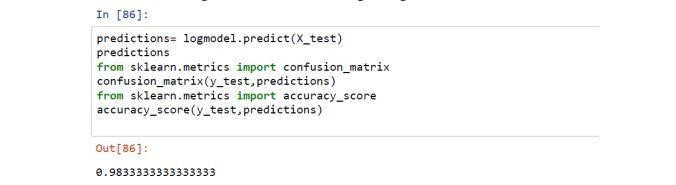 In [86]:
predictions= logmodel.predict(X_test)
predictions
from sklearn.metrics import confusion_matrix
confusion_matrix(y_test,predictions)
from sklearn.metrics import accuracy_score
accuracy_score(y_test,predictions)
Out[86]:
0.9833333333333333